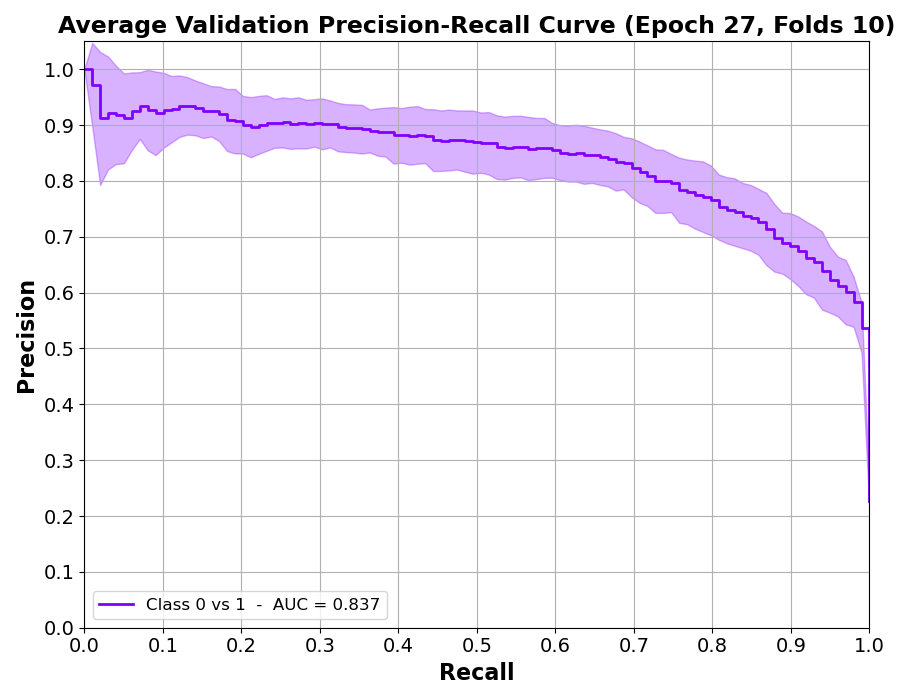 Average Validation Precision-Recall Curve (Epoch 27, Folds 10)
1.0
0.9
0.8
0.7
0.6
0.5
0.4
0.3
0.2
0.1
0.0
Precision
Class 0 vs 1 - AUC = 0.837
0.0 0.1 0.2 0.3 0.4 0.5 0.6 0.7 0.8 0.9 1.0
Recall